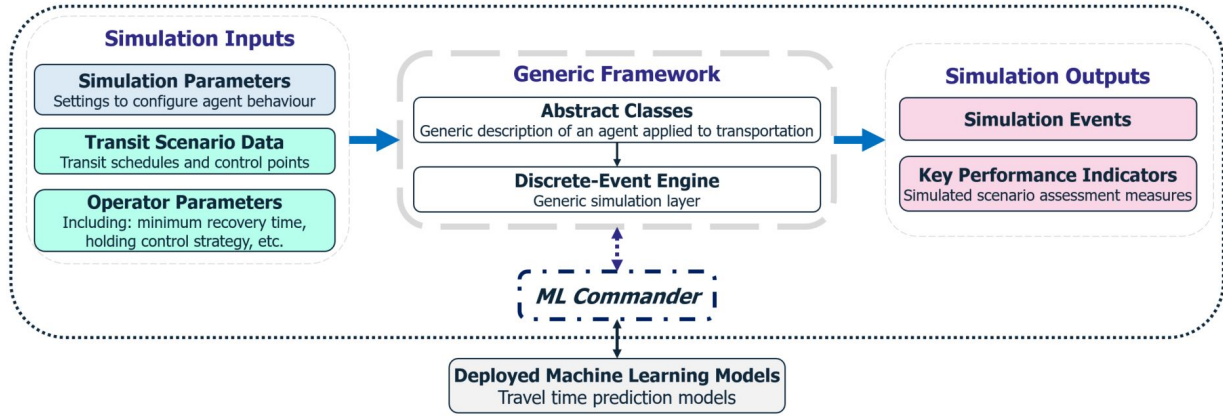 Simulation Inputs
Simulation Parameters
Settings to configure agent behaviour
Transit Scenario Data
Transit schedules and control points
Operator Parameters
Including: minimum recovery time,
holding control strategy, etc.
Generic Framework
Abstract Classes
Generic description of an agent applied to transportation
Discrete-Event Engine
Generic simulation layer
ML Commander
Deployed Machine Learning Models
Travel time prediction models
Simulation Outputs
Simulation Events
Key Performance Indicators
Simulated scenario assessment measures